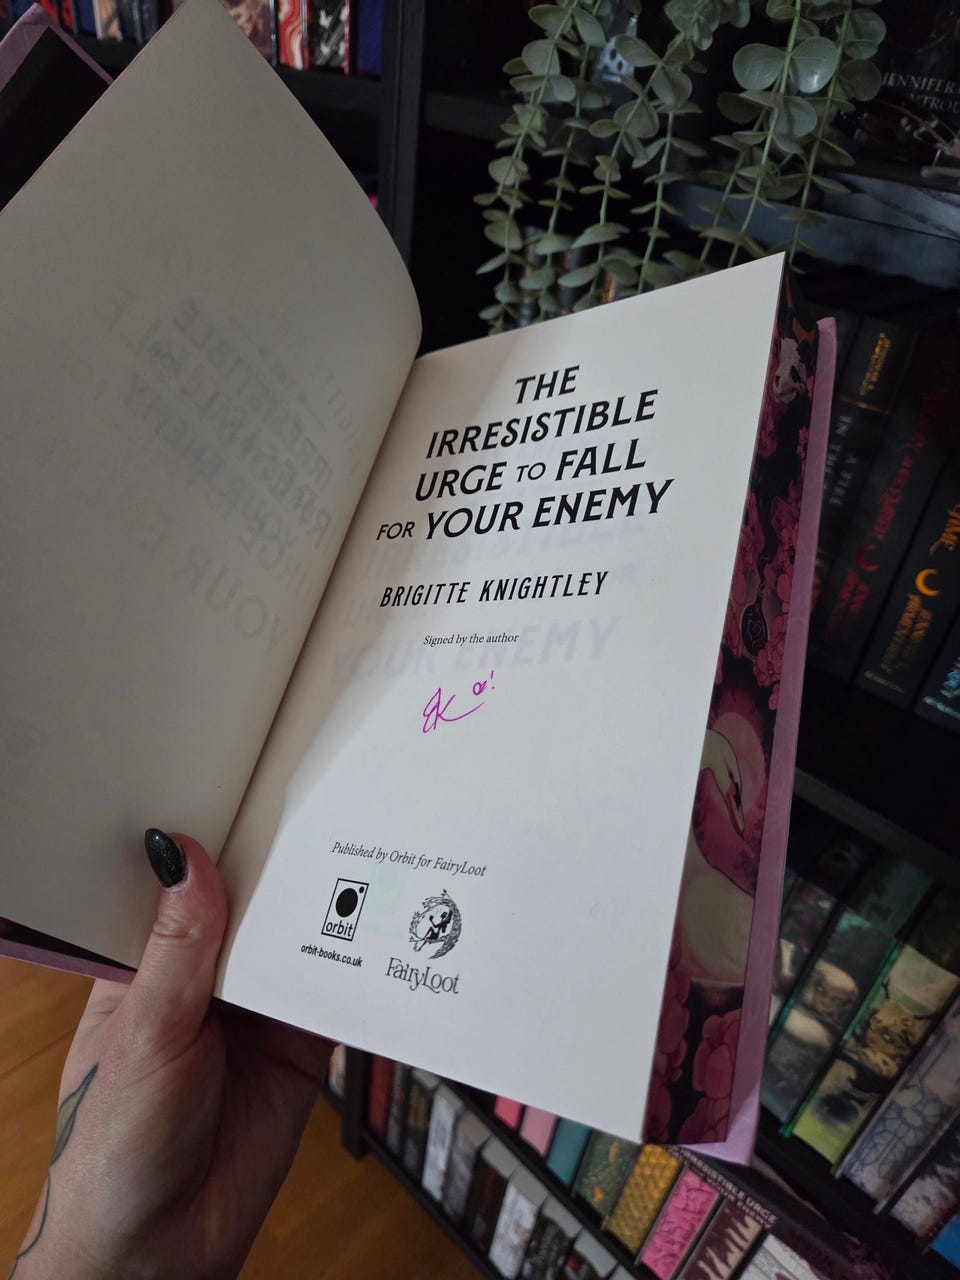 THE
IRRESISTIBLE
URGE TO FALL
FOR YOUR ENEMY
BRIGITTE KNIGHTLEY
Signed by the author
Published by Orbit for FairyLoot
orbit
orbit-books.co.uk
FairyLoot
JENNIFER